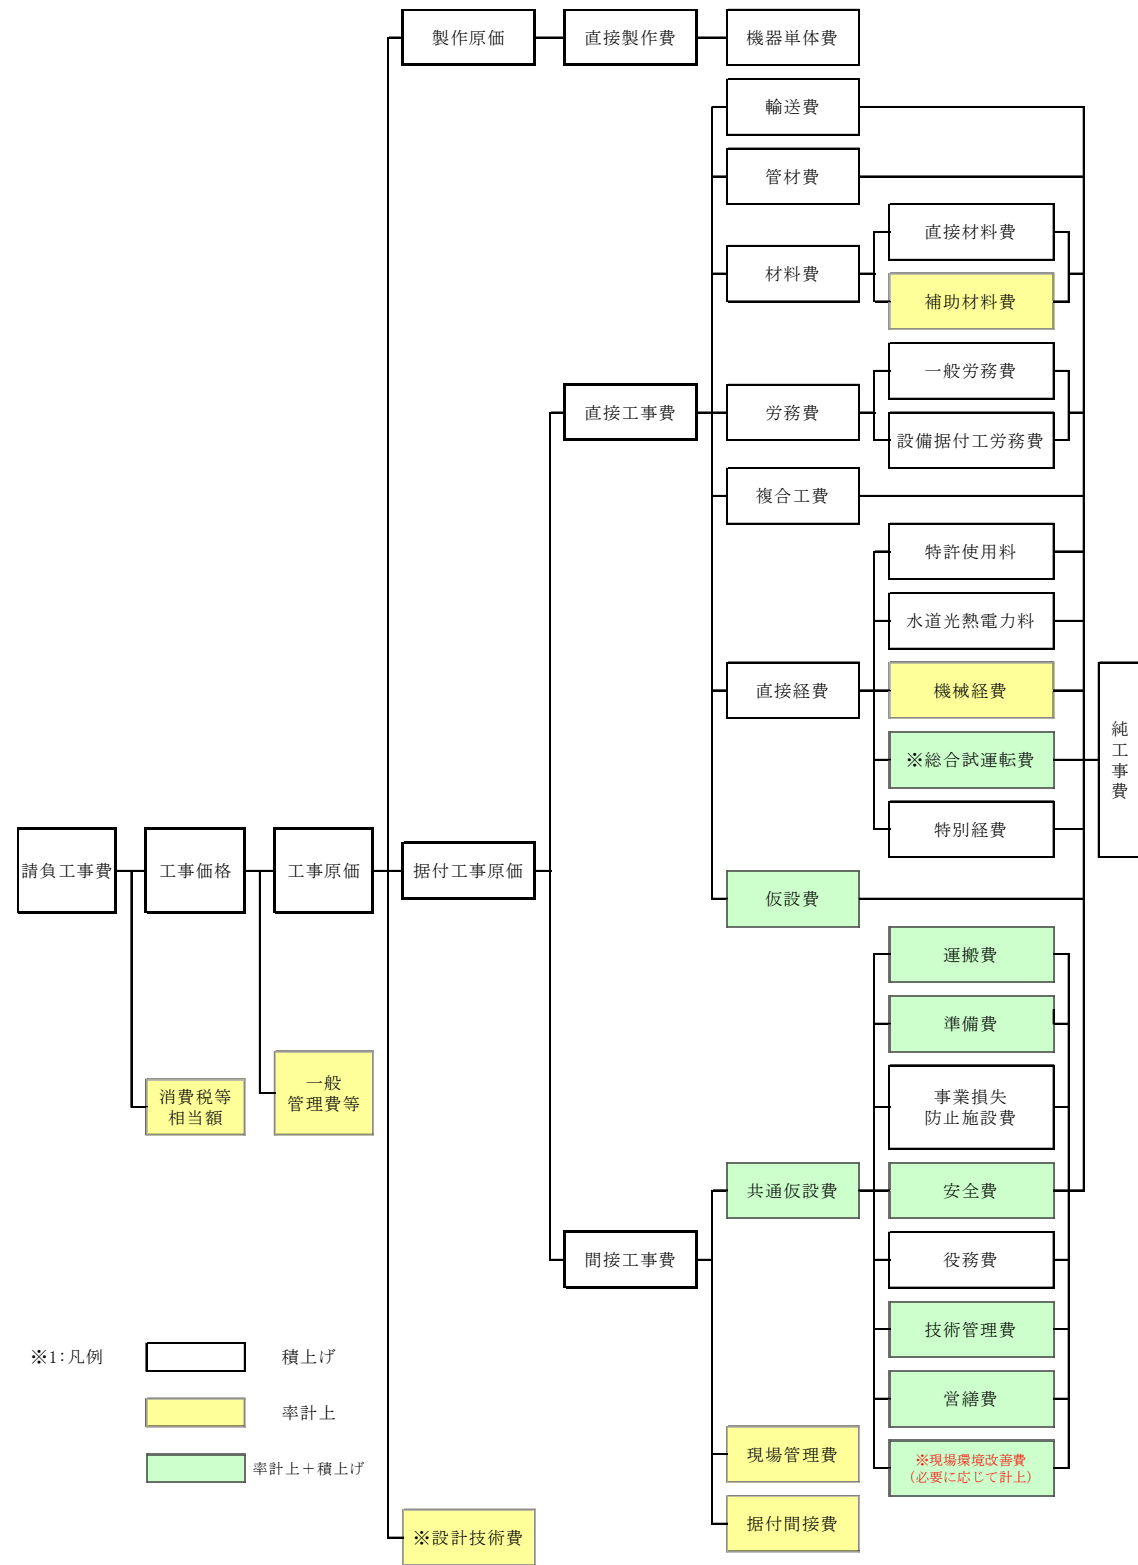 製作原価
直接製作費
機器単体費
輸送費
管材費
直接材料費
材料費
補助材料費
一般労務費
直接工事費
労務費
設備据付工労務費
複合工費
特許使用料
水道光熱電力料
直接経費
機械経費
純工事費
※総合試運転費
特別経費
請負工事費
工事価格
工事原価
据付工事原価
仮設費
運搬費
準備費
消費税等
相当額
一般
管理費等
事業損失
防止施設費
共通仮設費
安全費
間接工事費
役務費
技術管理費
※1:凡例
積上げ
営繕費
率計上
現場管理費
率計上＋積上げ
※現場環境改善費
(必要に応じて計上)
※設計技術費
据付間接費